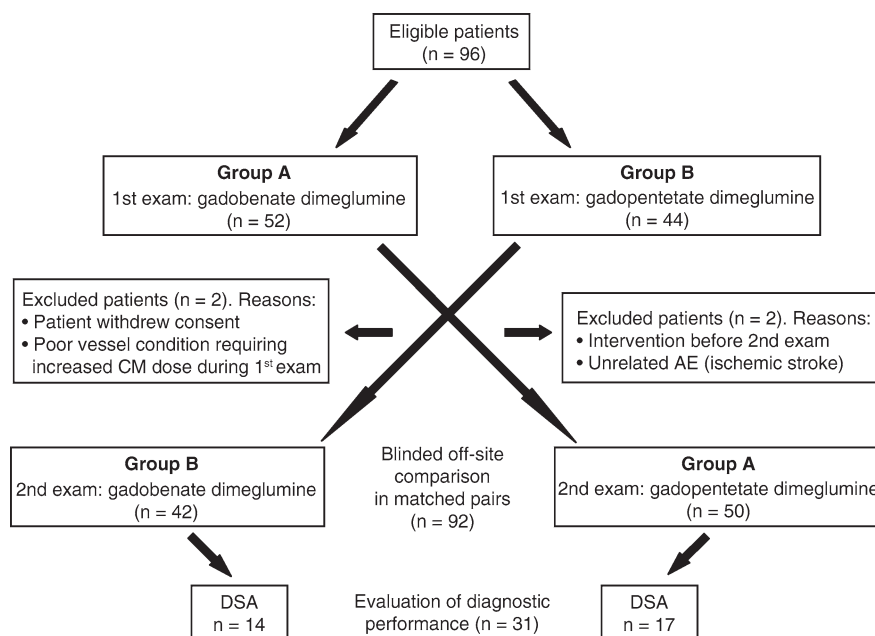 Eligible patients
(n = 96)
Group A
1st exam: gadobenate dimeglumine
(n = 52)
Group B
1st exam: gadopentetate dimeglumine
(n = 44)
Excluded patients (n = 2). Reasons:
• Patient withdrew consent
• Poor vessel condition requiring
increased CM dose during 1st exam
Excluded patients (n = 2). Reasons:
• Intervention before 2nd exam
• Unrelated AE (ischemic stroke)
Group B
2nd exam: gadobenate dimeglumine
(n = 42)
Blinded off-site
comparison
in matched pairs
(n = 92)
Group A
2nd exam: gadopentetate dimeglumine
(n = 50)
DSA
n = 14
Evaluation of diagnostic
performance (n = 31)
DSA
n = 17